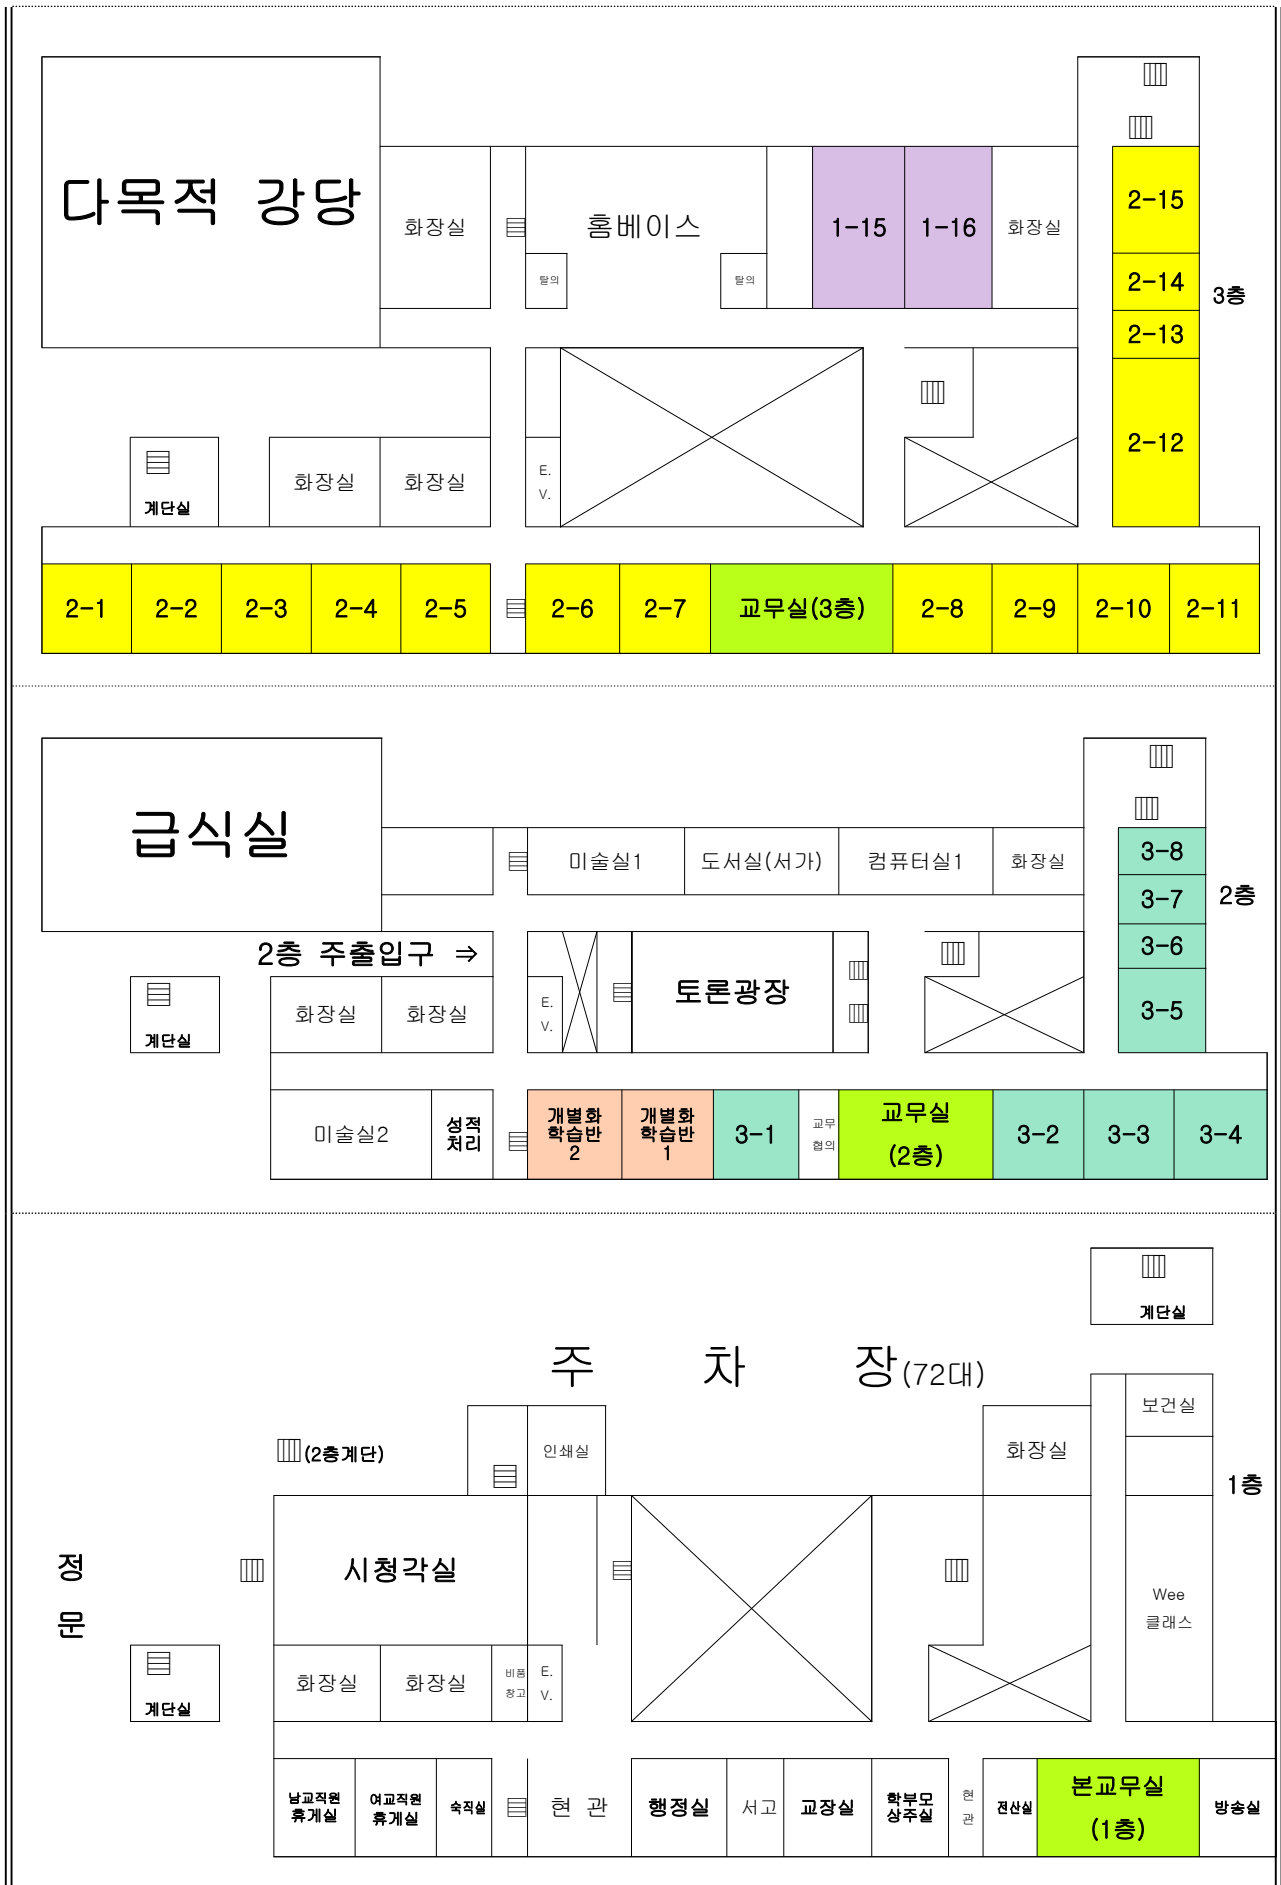 다목적 강당
화장실
홈베이스
탈의
탈의
1-15
1-16
화장실
2-15
2-14
2-13
2-12
3층
계단실
화장실
화장실
E.
V.
2-1
2-2
2-3
2-4
2-5
2-6
2-7
교무실(3층)
2-8
2-9
2-10
2-11
급식실
미술실1
도서실(서가)
컴퓨터실1
화장실
3-8
3-7
3-6
3-5
2층
2층 주출입구 ⇒
계단실
화장실
화장실
E.
V.
토론광장
미술실2
성적
처리
개별화
학습반
2
개별화
학습반
1
3-1
교무
협의
교무실
(2층)
3-2
3-3
3-4
계단실
주 차 장(72대)
(2층계단)
인쇄실
화장실
보건실
1층
정
문
시청각실
Wee
클래스
계단실
화장실
화장실
비품
창고
E.
V.
남교직원
휴게실
여교직원
휴게실
숙직실
현 관
행정실
서고
교장실
학부모
상주실
현
관
전산실
본교무실
(1층)
방송실